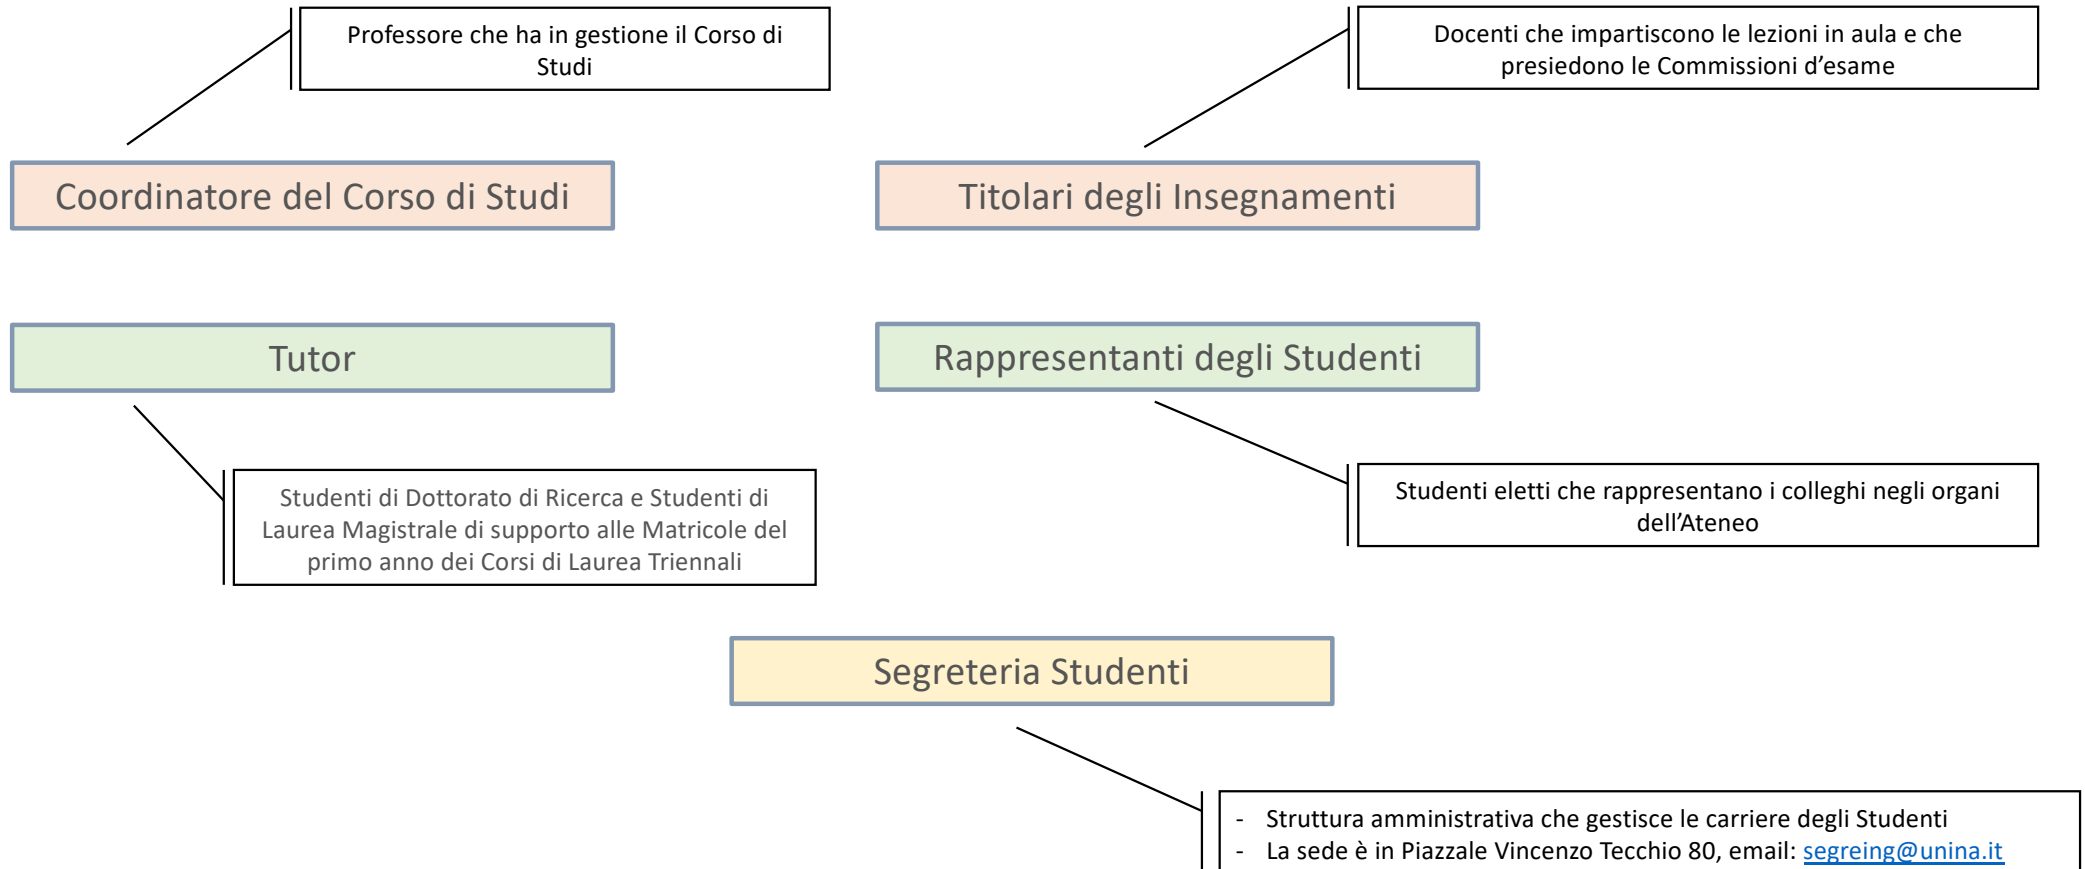 Professore che ha in gestione il Corso di
Studi
Docenti che impartiscono le lezioni in aula e che
presiedono le Commissioni d’esame
Coordinatore del Corso di Studi
Titolari degli Insegnamenti
Tutor
Rappresentanti degli Studenti
Studenti di Dottorato di Ricerca e Studenti di
Laurea Magistrale di supporto alle Matricole del
primo anno dei Corsi di Laurea Triennali
Studenti eletti che rappresentano i colleghi negli organi
dell’Ateneo
Segreteria Studenti
- Struttura amministrativa che gestisce le carriere degli Studenti
- La sede è in Piazzale Vincenzo Tecchio 80, email: segreing@unina.it